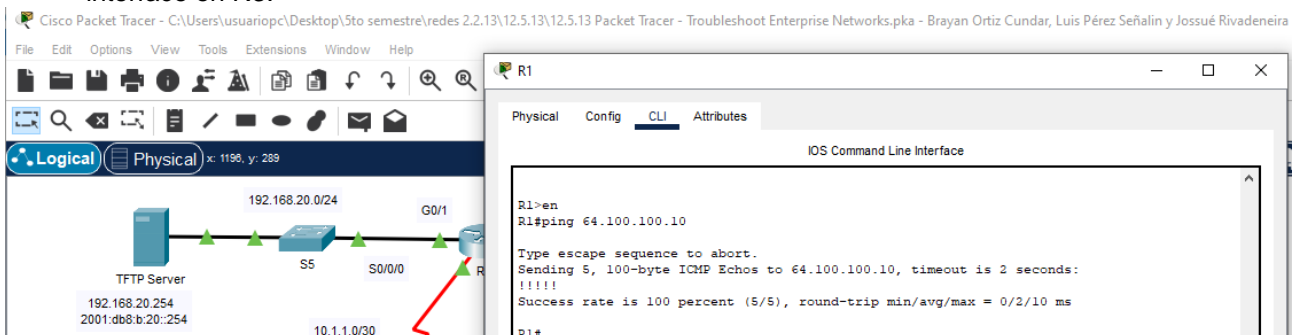 Cisco Packet Tracer - C:\Users\usuariopc\Desktop\5to semestre\redes 2.2.13\12.5.13\12.5.13 Packet Tracer - Troubleshoot Enterprise Networks.pka - Brayan Ortiz Cundar, Luis Pérez Señalin y Jossué Rivadeneira
File Edit Options View Tools Extensions Window Help
R1
Physical Config CLI Attributes
Logical Physical x: 1196, y: 289
IOS Command Line Interface
192.168.20.0/24
G0/1
S5
S0/0/0
R
TFTP Server
192.168.20.254
2001:db8:b:20::254
10.1.1.0/30
R1>en
R1#ping 64.100.100.10
Type escape sequence to abort.
Sending 5, 100-byte ICMP Echos to 64.100.100.10, timeout is 2 seconds:
!!!!!
Success rate is 100 percent (5/5), round-trip min/avg/max = 0/2/10 ms
R1#